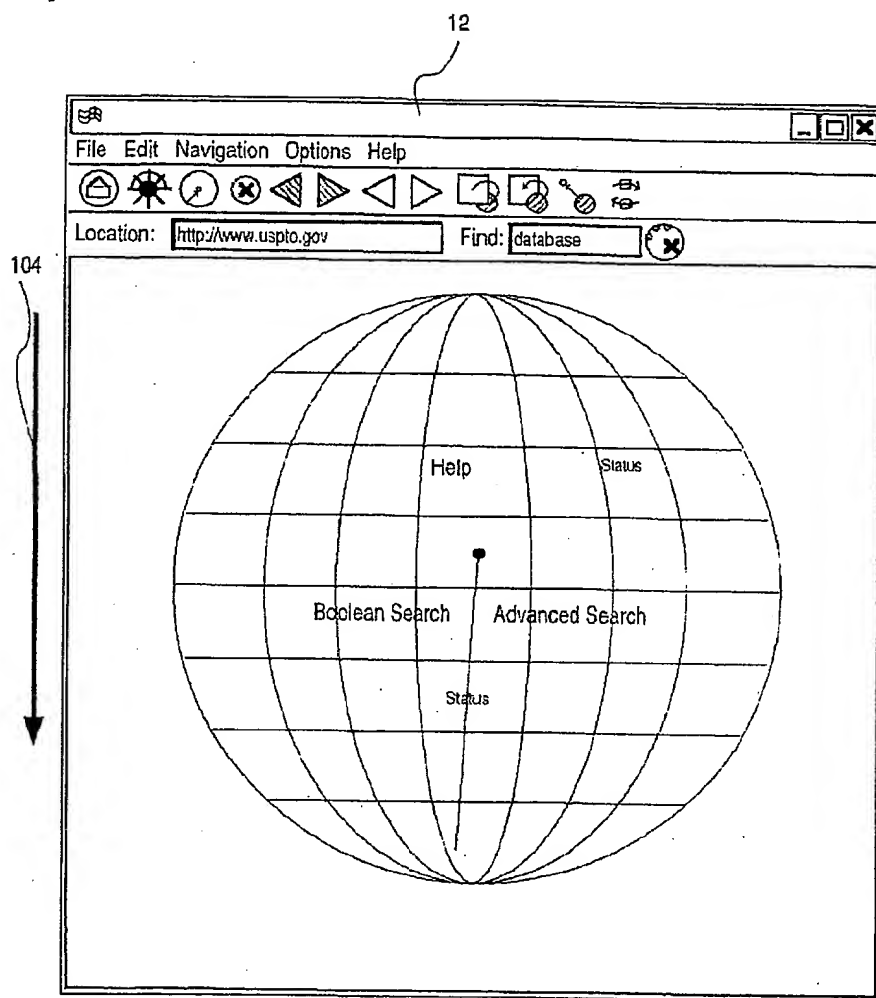 12
File Edit Navigation Options Help
Location: http://www.uspto.gov Find: database
104
Help Status
Boolean Search Advanced Search
Status